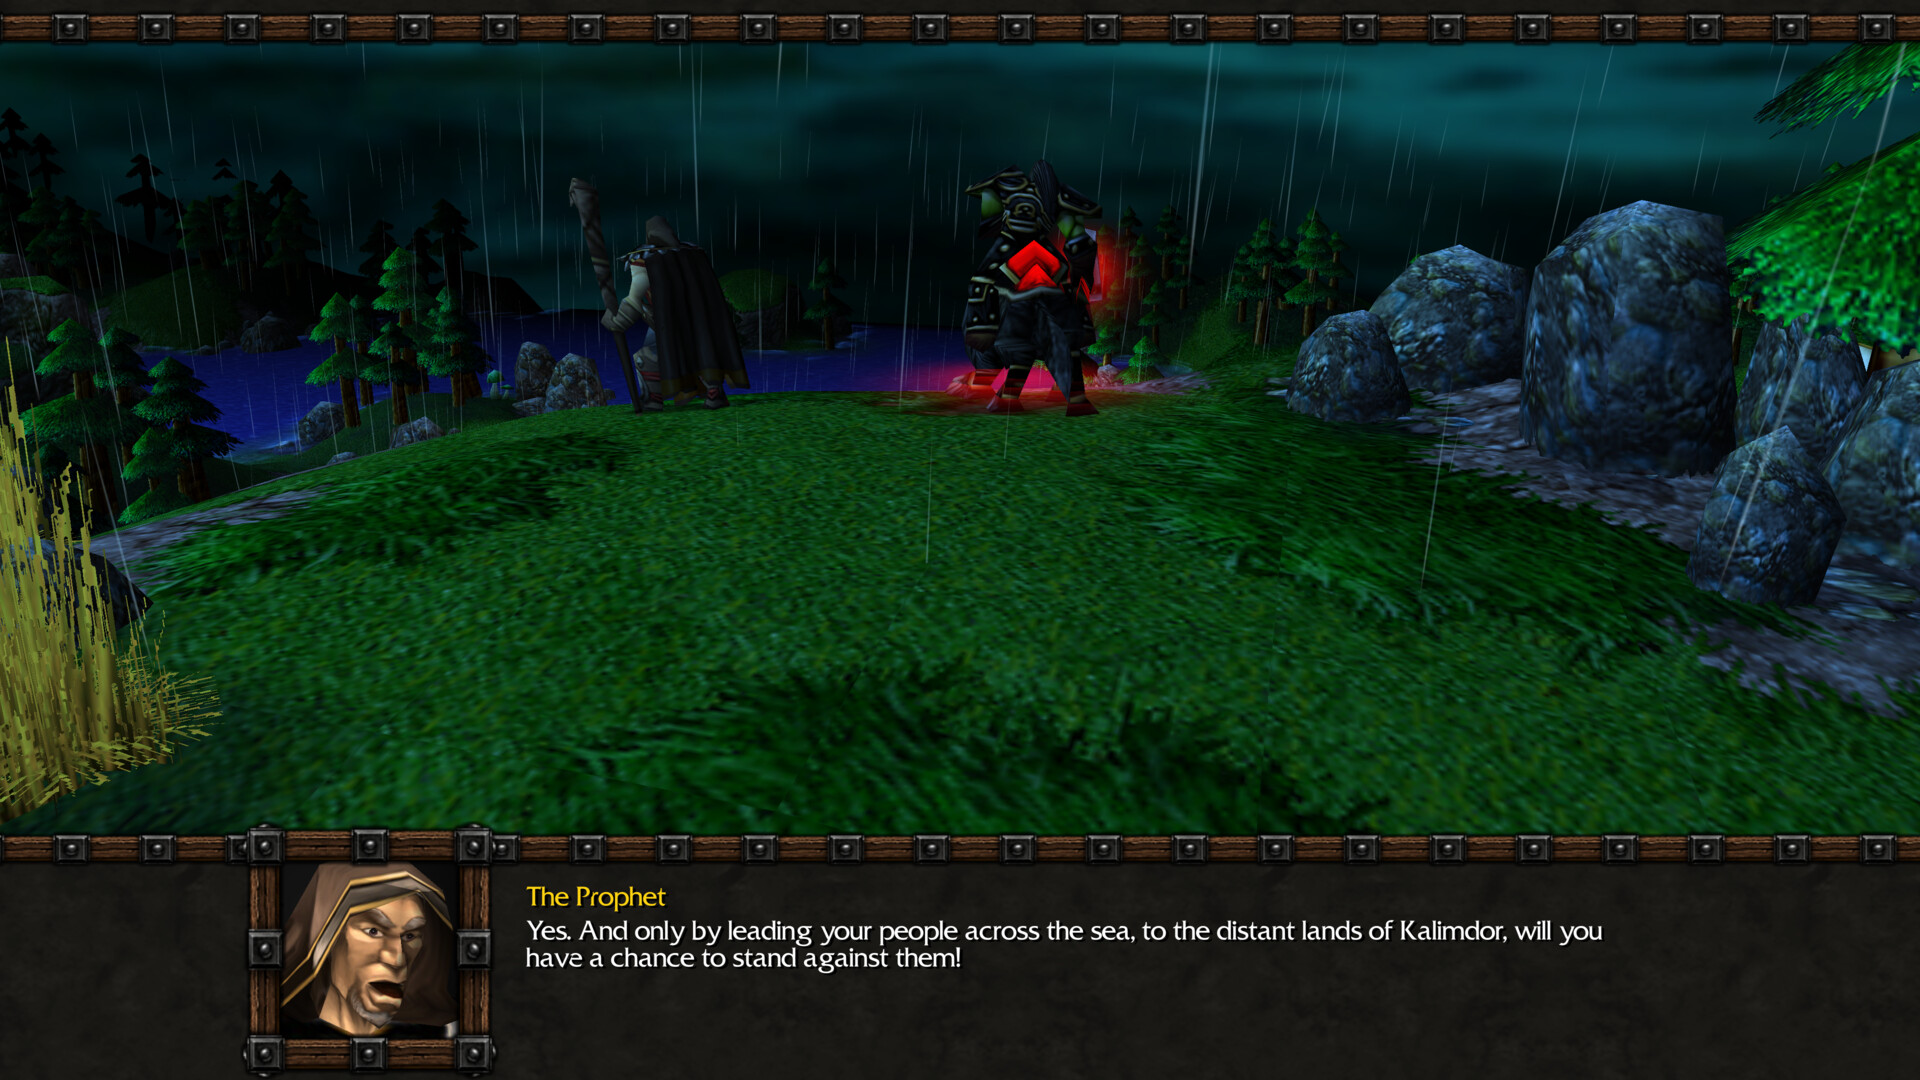 The Prophet
Yes. And only by leading your people across the sea, to the distant lands of Kalimdor, will you
have a chance to stand against them!